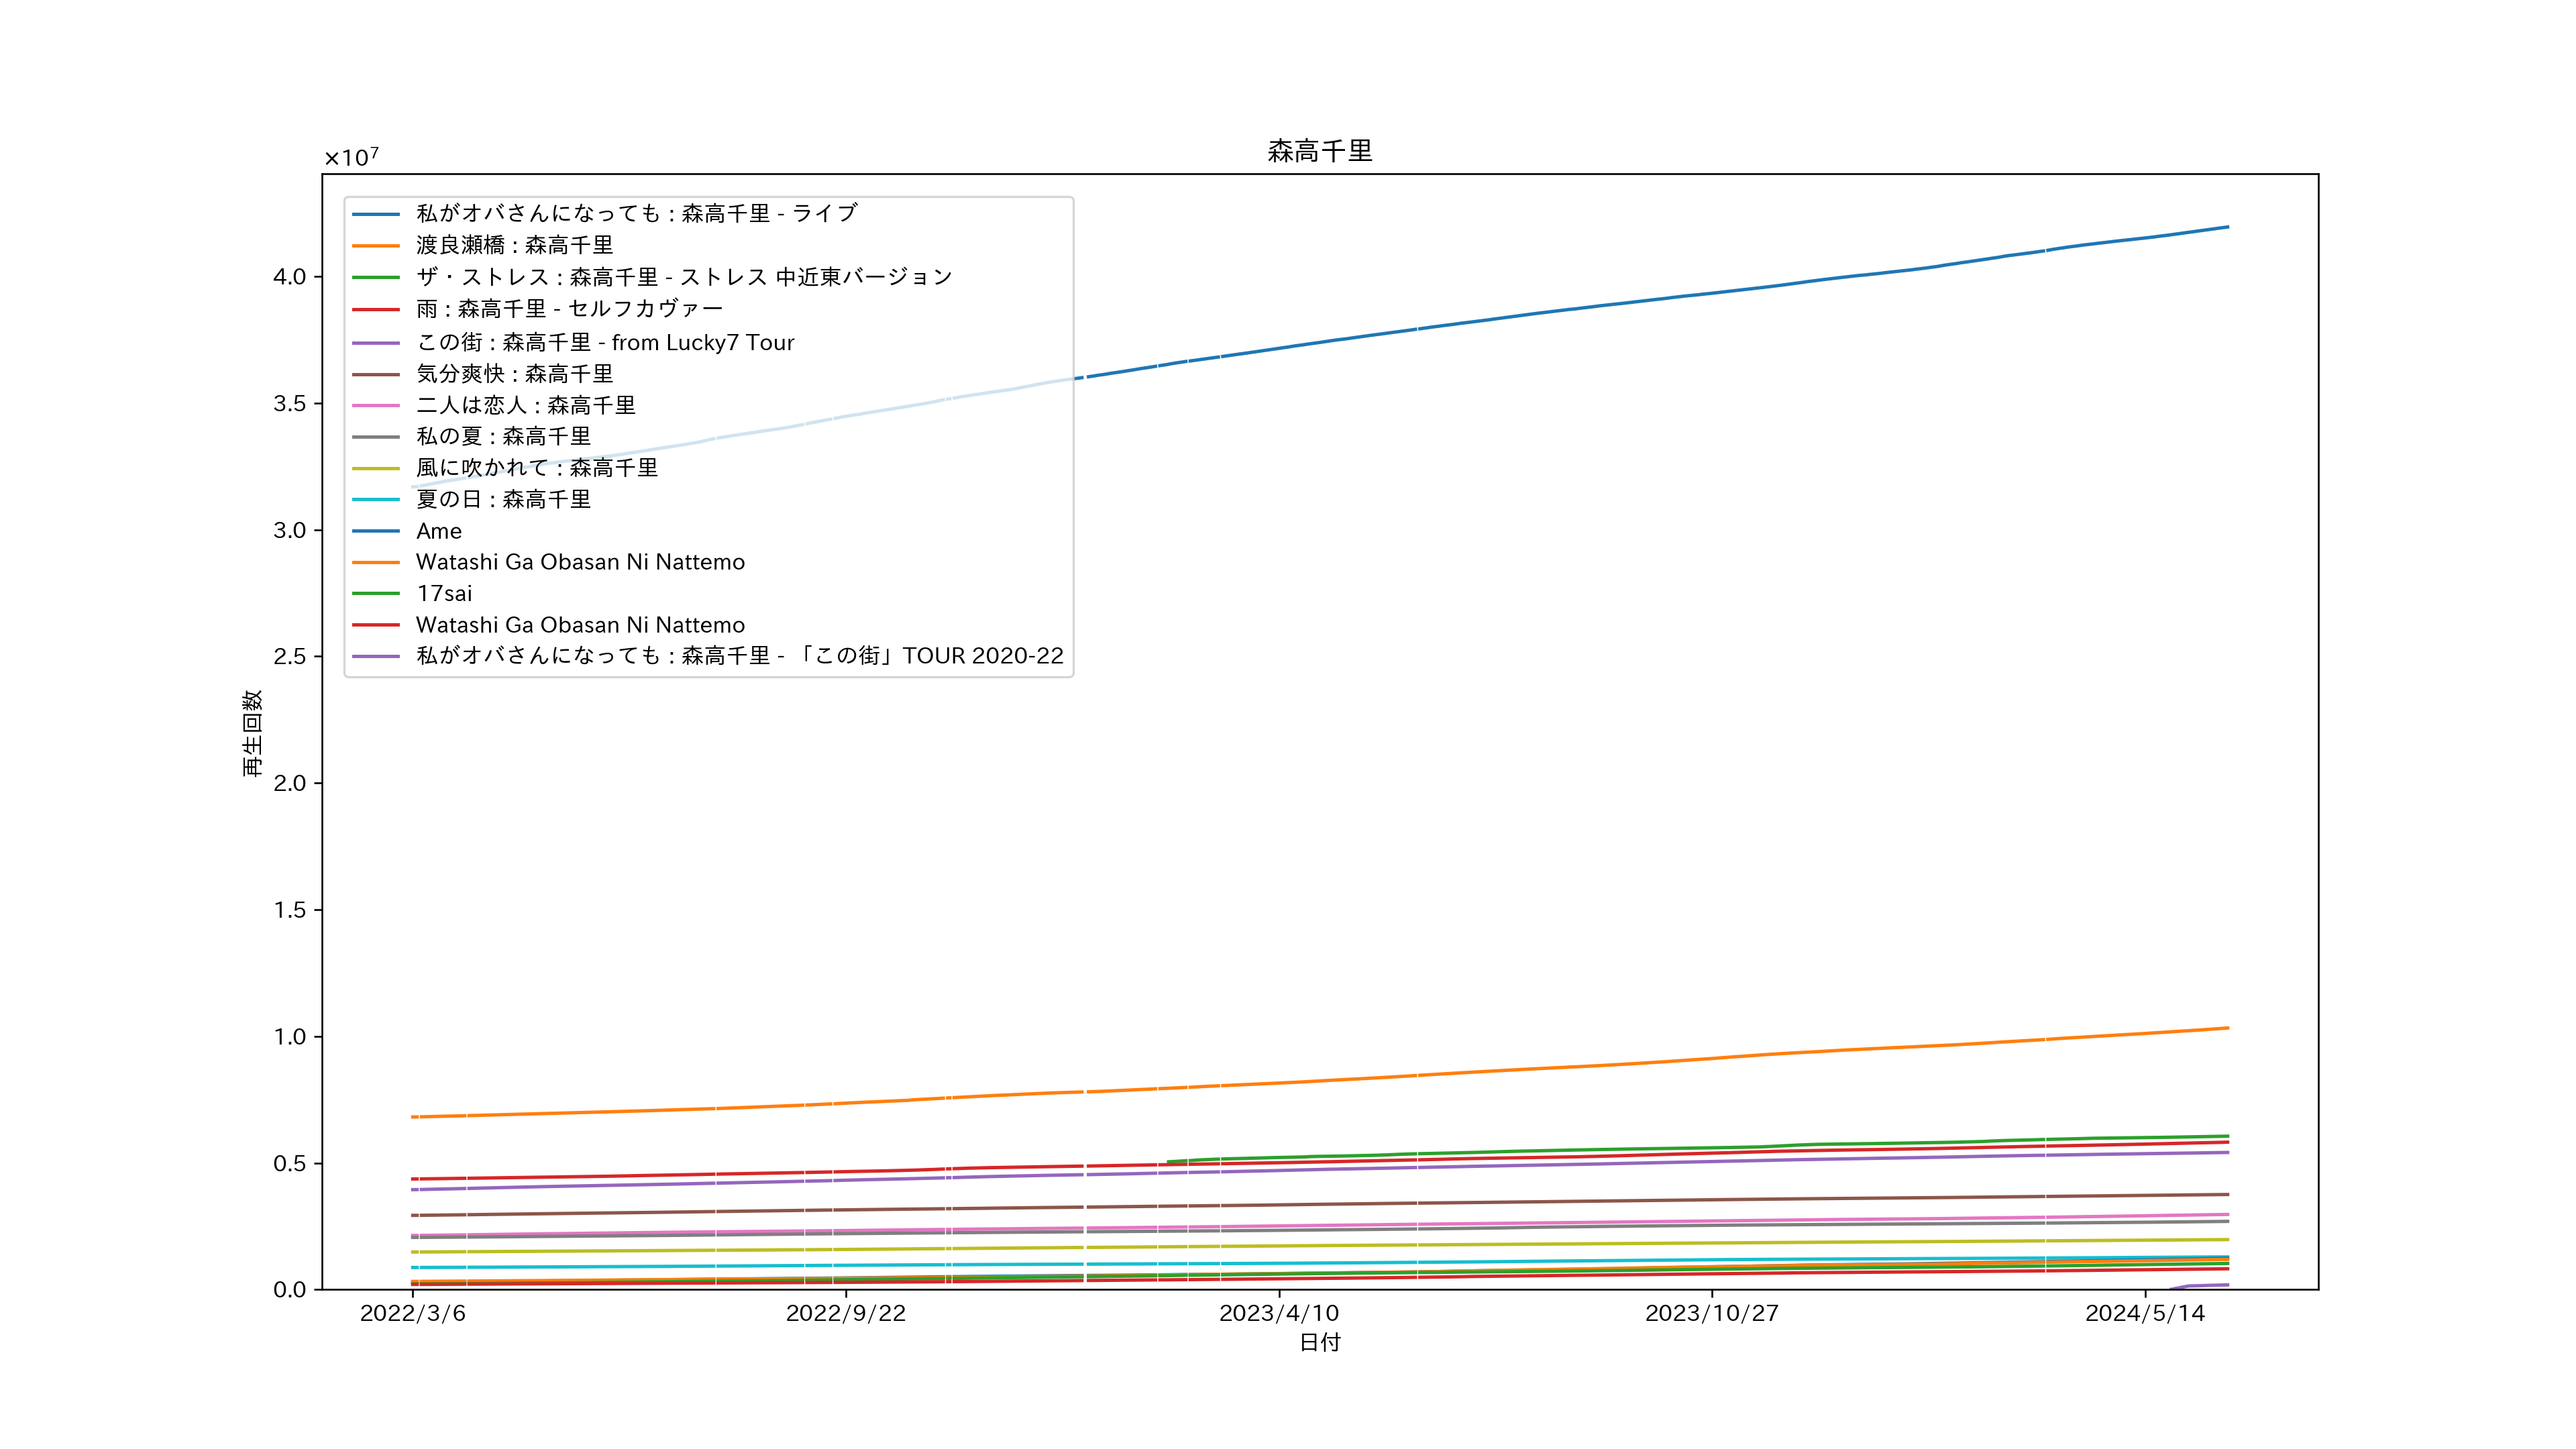 森高千里
×10⁷
私がオバさんになっても : 森高千里 - ライブ
渡良瀬橋 : 森高千里
ザ・ストレス : 森高千里 - ストレス 中近東バージョン
雨 : 森高千里 - セルフカヴァー
この街 : 森高千里 - from Lucky7 Tour
気分爽快 : 森高千里
二人は恋人 : 森高千里
私の夏 : 森高千里
風に吹かれて : 森高千里
夏の日 : 森高千里
Ame
Watashi Ga Obasan Ni Nattemo
17sai
Watashi Ga Obasan Ni Nattemo
私がオバさんになっても : 森高千里 - 「この街」TOUR 2020-22
4.0
3.5
3.0
2.5
2.0
1.5
1.0
0.5
0.0
再生回数
2022/3/6 2022/9/22 2023/4/10 2023/10/27 2024/5/14
日付